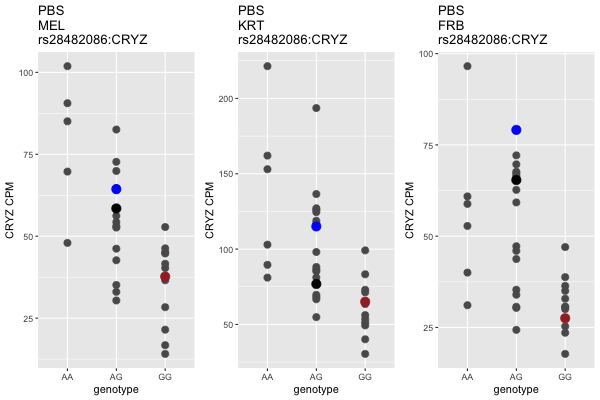 PBS
MEL
rs28482086:CRYZ
CRYZ CPM
100
75
50
25
AA AG GG
genotype
PBS
KRT
rs28482086:CRYZ
CRYZ CPM
200
150
100
50
AA AG GG
genotype
PBS
FRB
rs28482086:CRYZ
CRYZ CPM
100
75
50
25
AA AG GG
genotype